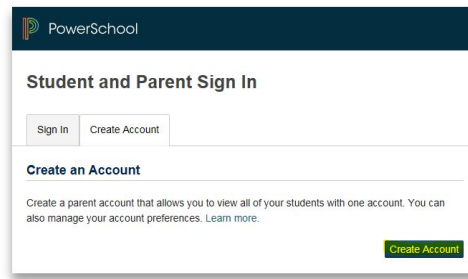 PowerSchool
Student and Parent Sign In
Sign In Create Account
Create an Account
Create a parent account that allows you to view all of your students with one account. You can
also manage your account preferences. Learn more.
Create Account